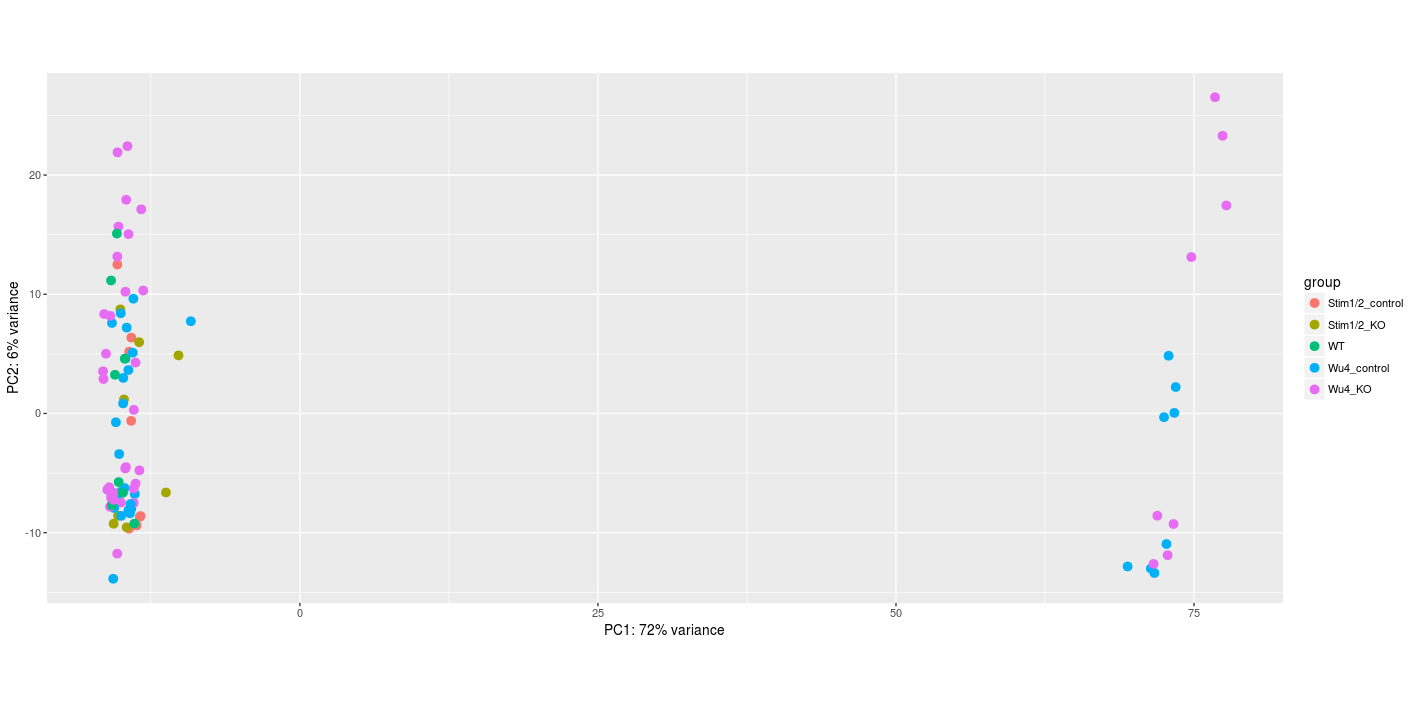 PC2: 6% variance
20
10
0
-10
0
25
50
75
PC1: 72% variance
group
Stim1/2_control
Stim1/2_KO
WT
Wu4_control
Wu4_KO